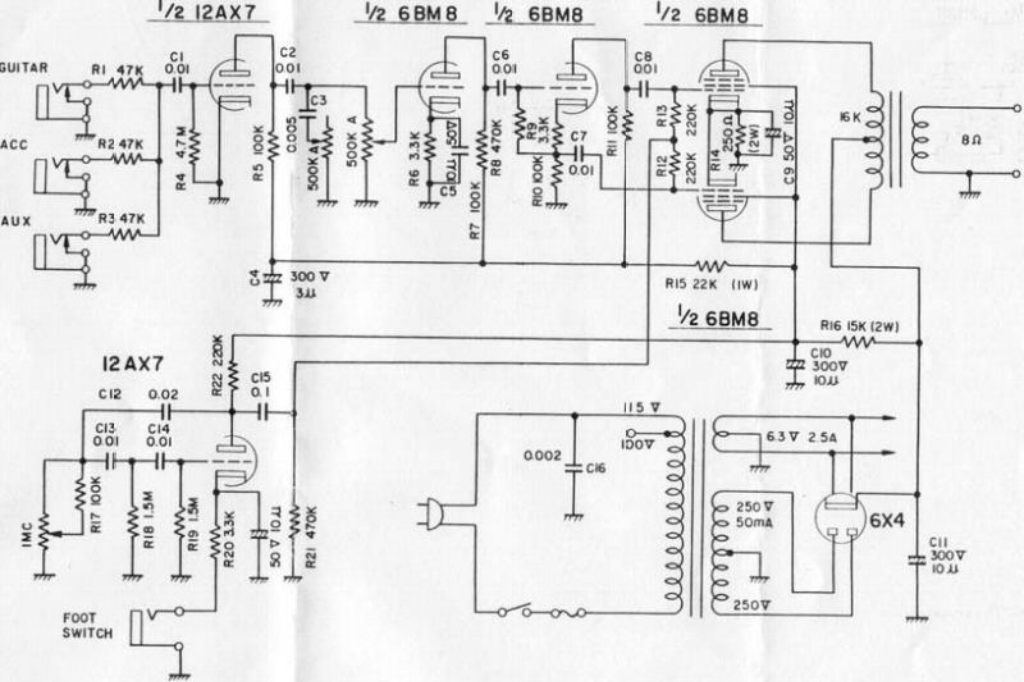 1/2 12AX7
1/2 6BM8
1/2 6BM8
1/2 6BM8
GUITAR
R1 47K
C1
0.01
C2
0.01
C3
0.005
500K A
R4 4.7M
R5 100K
500K A
ACC
R2 47K
AUX
R3 47K
C4
300V
3μ
R6 3.3K
10μ 50V
C5
R7 100K
R8 470K
C6
0.01
R9
3.3K
R10 100K
C7
0.01
R11 100K
C8
0.01
R13
220K
R12
220K
R14
250Ω
(2W)
C9 50V 10μ
16K
8Ω
R15 22K (1W)
1/2 6BM8
R16 15K (2W)
C10
300V
10μ
12AX7
R22 220K
C12
0.02
C15
0.1
C13
0.01
C14
0.01
1MC
R17 100K
R18 1.5M
R19 1.5M
R20 3.3K
50V 10μ
R21 470K
FOOT
SWITCH
115V
100V
0.002
C16
6.3V 2.5A
250V
50mA
250V
6X4
C11
300V
10μ